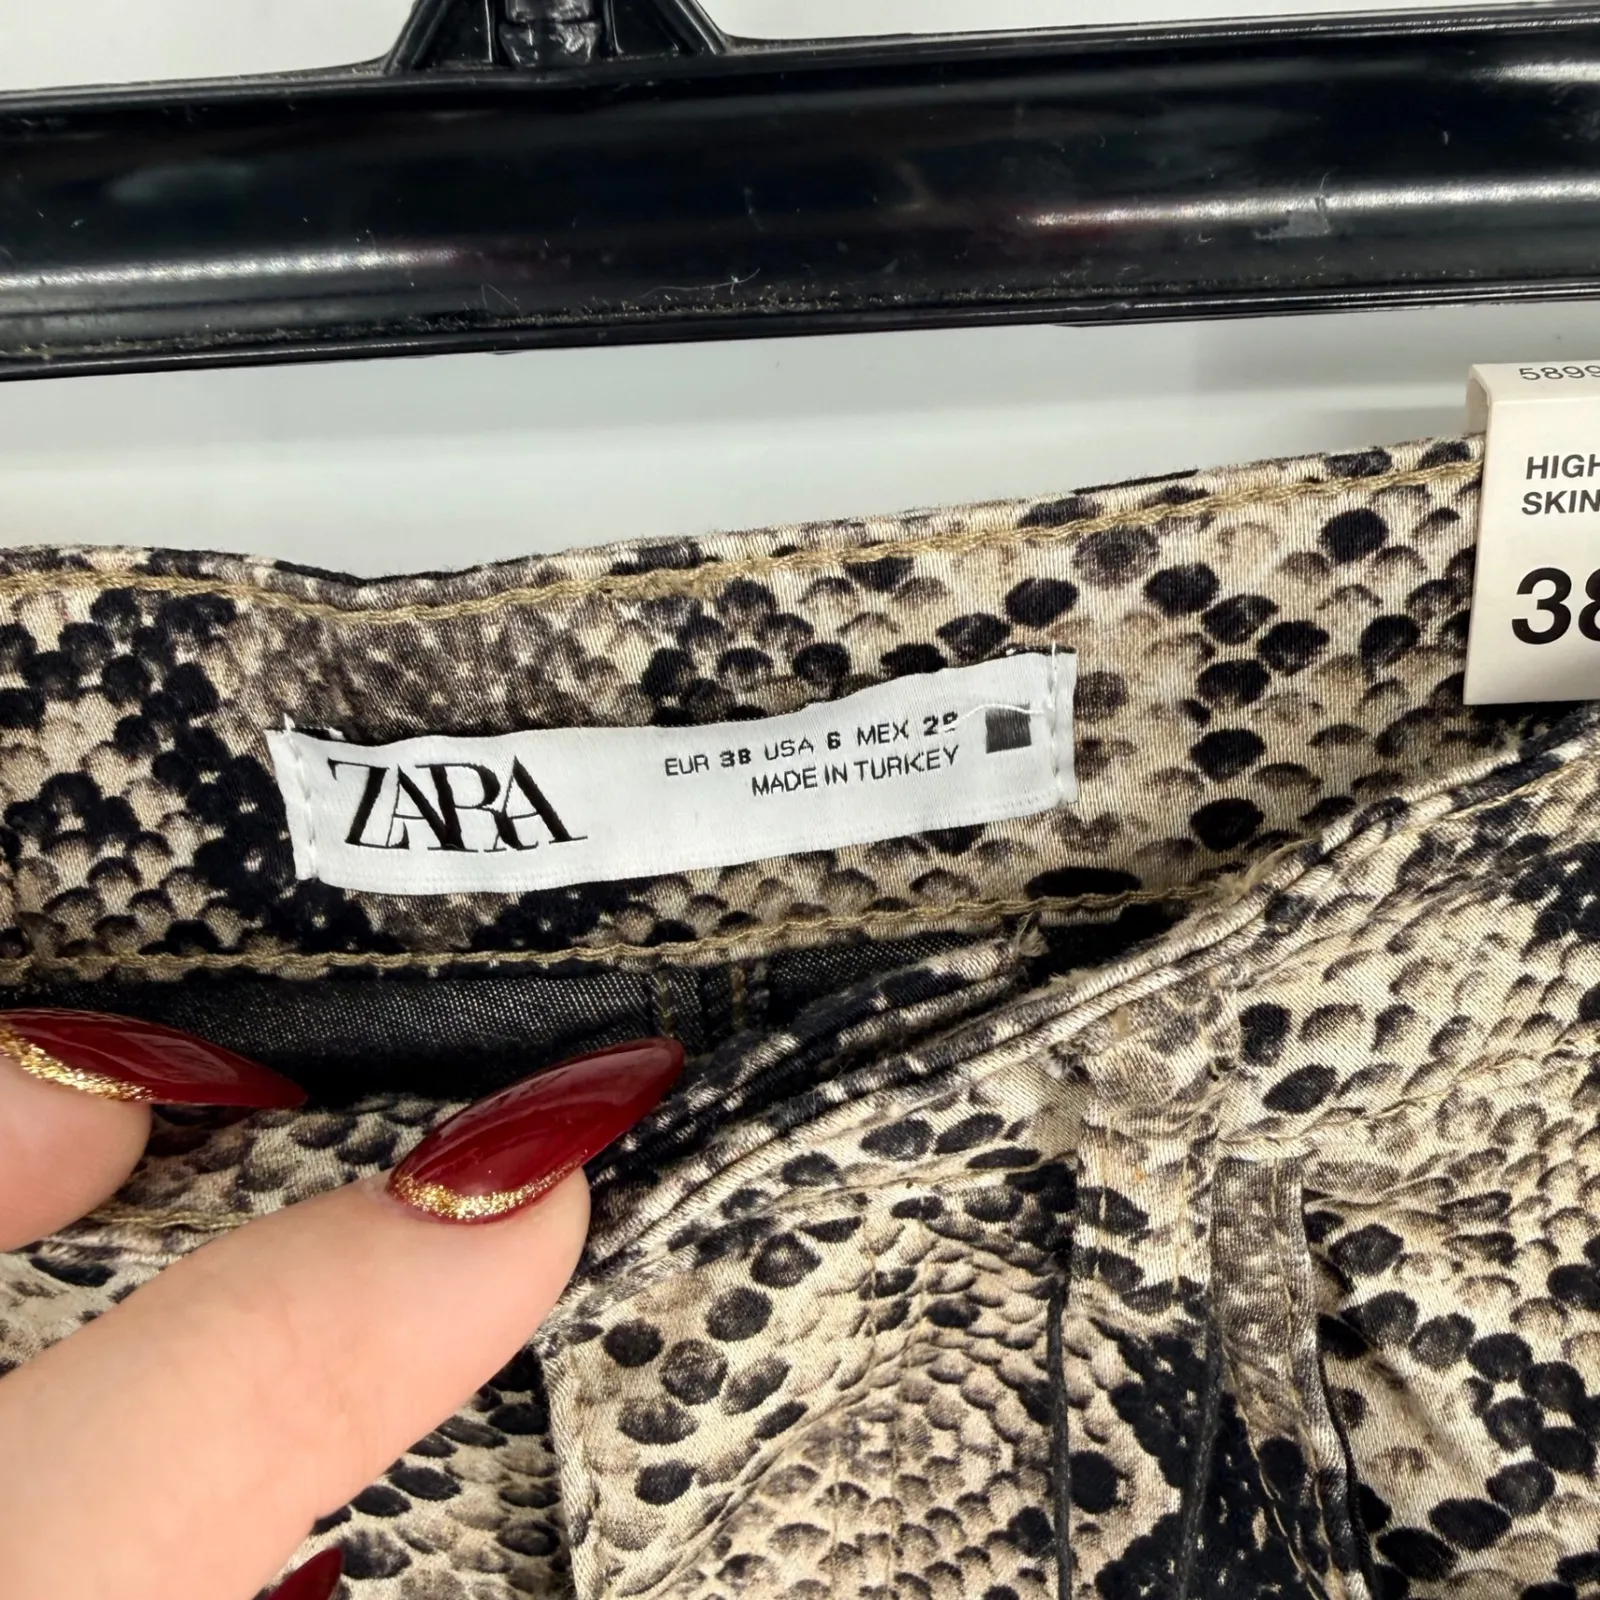 5899
HIGH
SKIN
38
ZARA
EUR 38 USA 6 MEX 28
MADE IN TURKEY